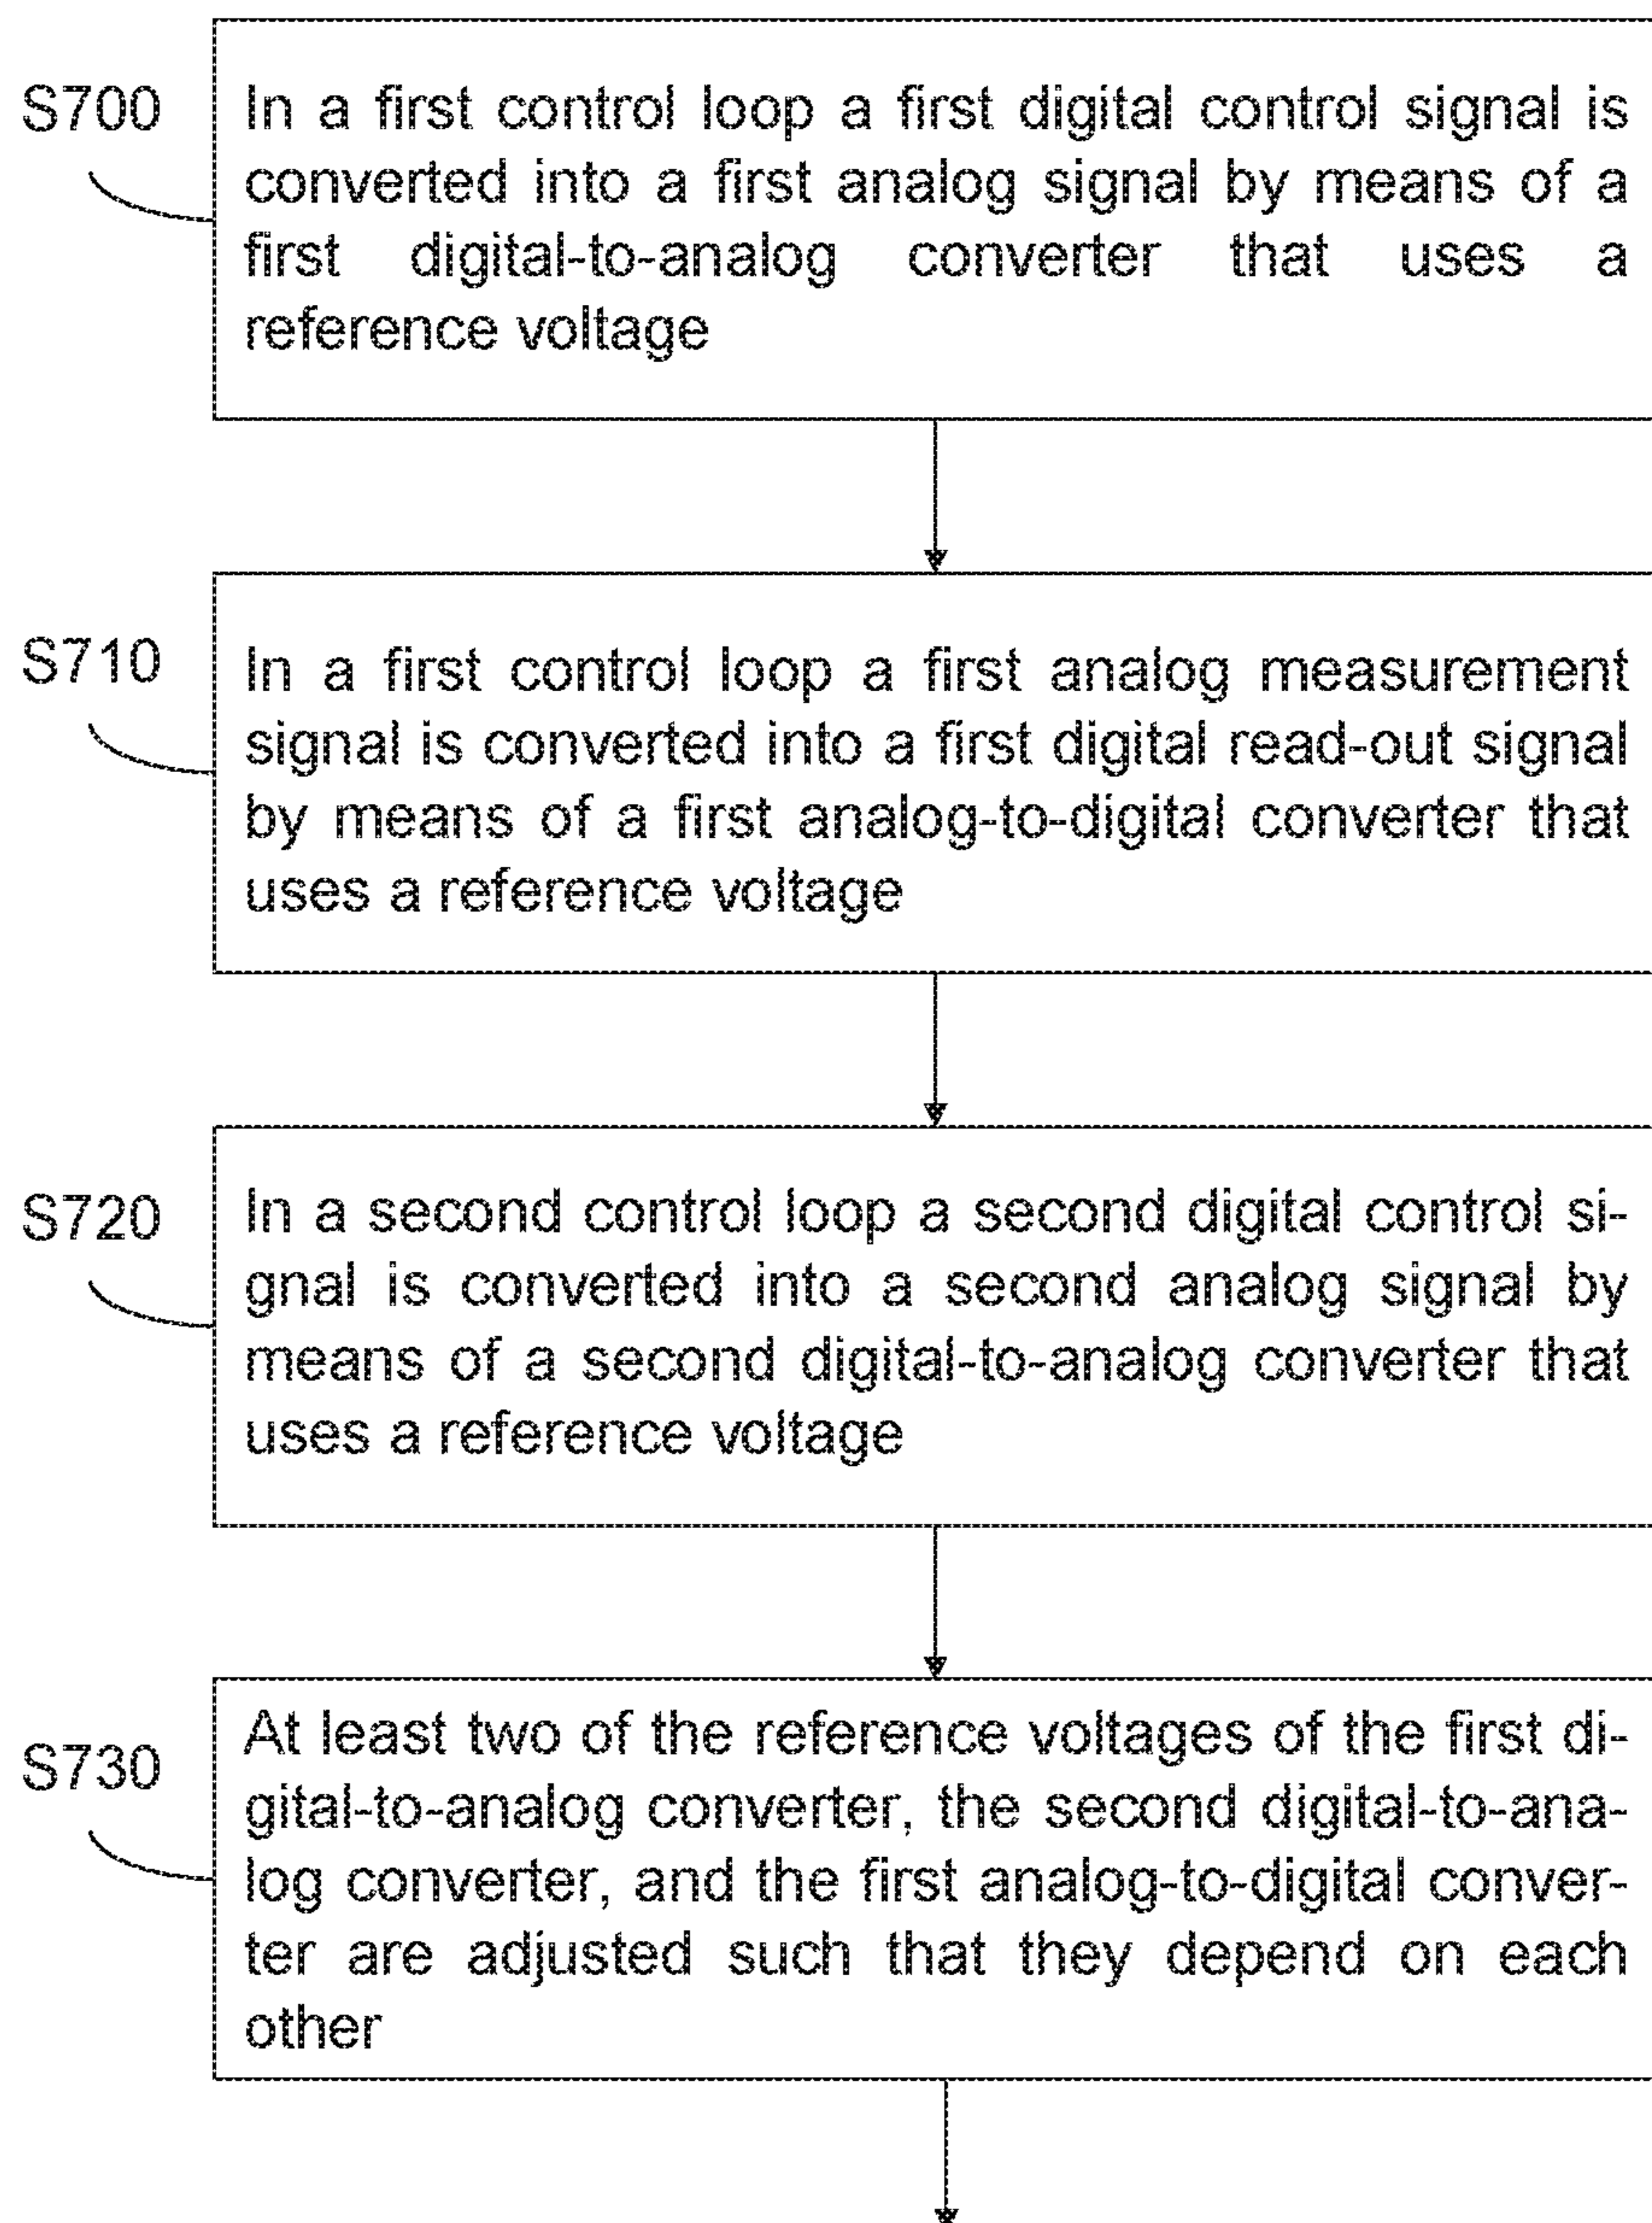 S700
In a first control loop a first digital control signal is
converted into a first analog signal by means of a
first digital-to-analog converter that uses a
reference voltage
S710
In a first control loop a first analog measurement
signal is converted into a first digital read-out signal
by means of a first analog-to-digital converter that
uses a reference voltage
S720
In a second control loop a second digital control si-
gnal is converted into a second analog signal by
means of a second digital-to-analog converter that
uses a reference voltage
S730
At least two of the reference voltages of the first di-
gital-to-analog converter, the second digital-to-ana-
log converter, and the first analog-to-digital conver-
ter are adjusted such that they depend on each
other